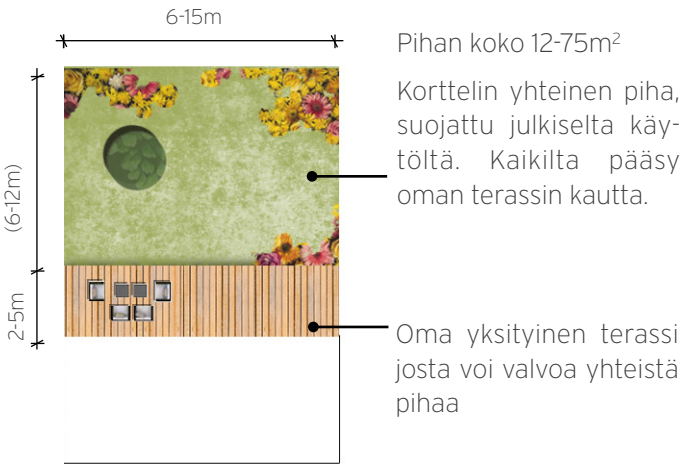 6-15m
Pihan koko 12-75m²
Korttelin yhteinen piha,
suojattu julkiselta käy-
töltä. Kaikilta pääsy
oman terassin kautta.
(6-12m)
2-5m
Oma yksityinen terassi
josta voi valvoa yhteistä
pihaa